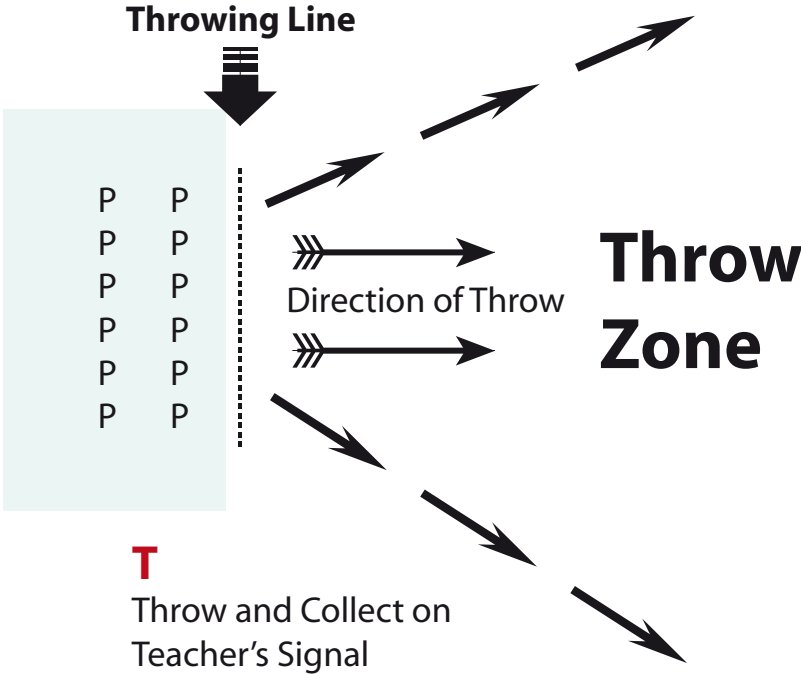 Throwing Line
P P
P P
P P
P P
P P
P P
Direction of Throw
Throw
Zone
T
Throw and Collect on
Teacher’s Signal